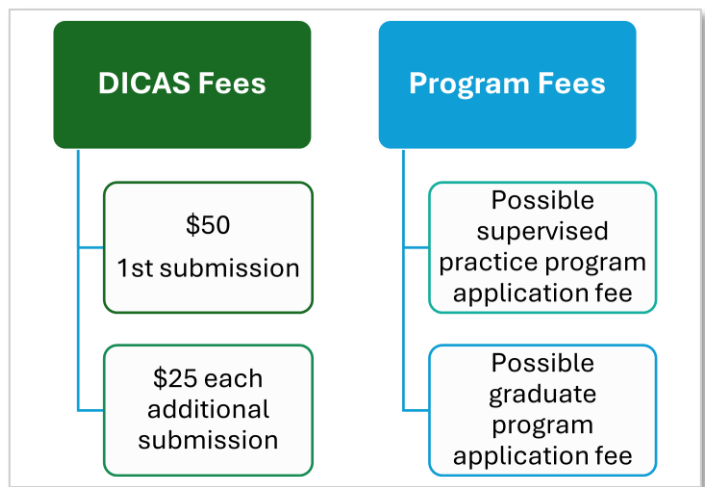 DICAS Fees
$50
1st submission
$25 each
additional
submission
Program Fees
Possible
supervised
practice program
application fee
Possible
graduate
program
application fee